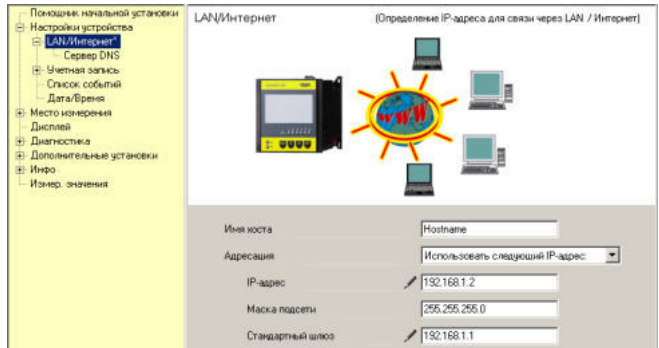 Помощник начальной установки
Настройки устройства
LAN/Интернет*
Сервер DNS
Учетная запись
Список событий
Дата/Время
Место измерения
Дисплей
Диагностика
Дополнительные установки
Инфо
Измер. значения
LAN/Интернет
(Определение IP-адреса для связи через LAN / Интернет)
WWW
Имя хоста
Hostname
Адресация
Использовать следующий IP-адрес:
IP-адрес
192.168.1.2
Маска подсети
255.255.255.0
Стандартный шлюз
192.168.1.1